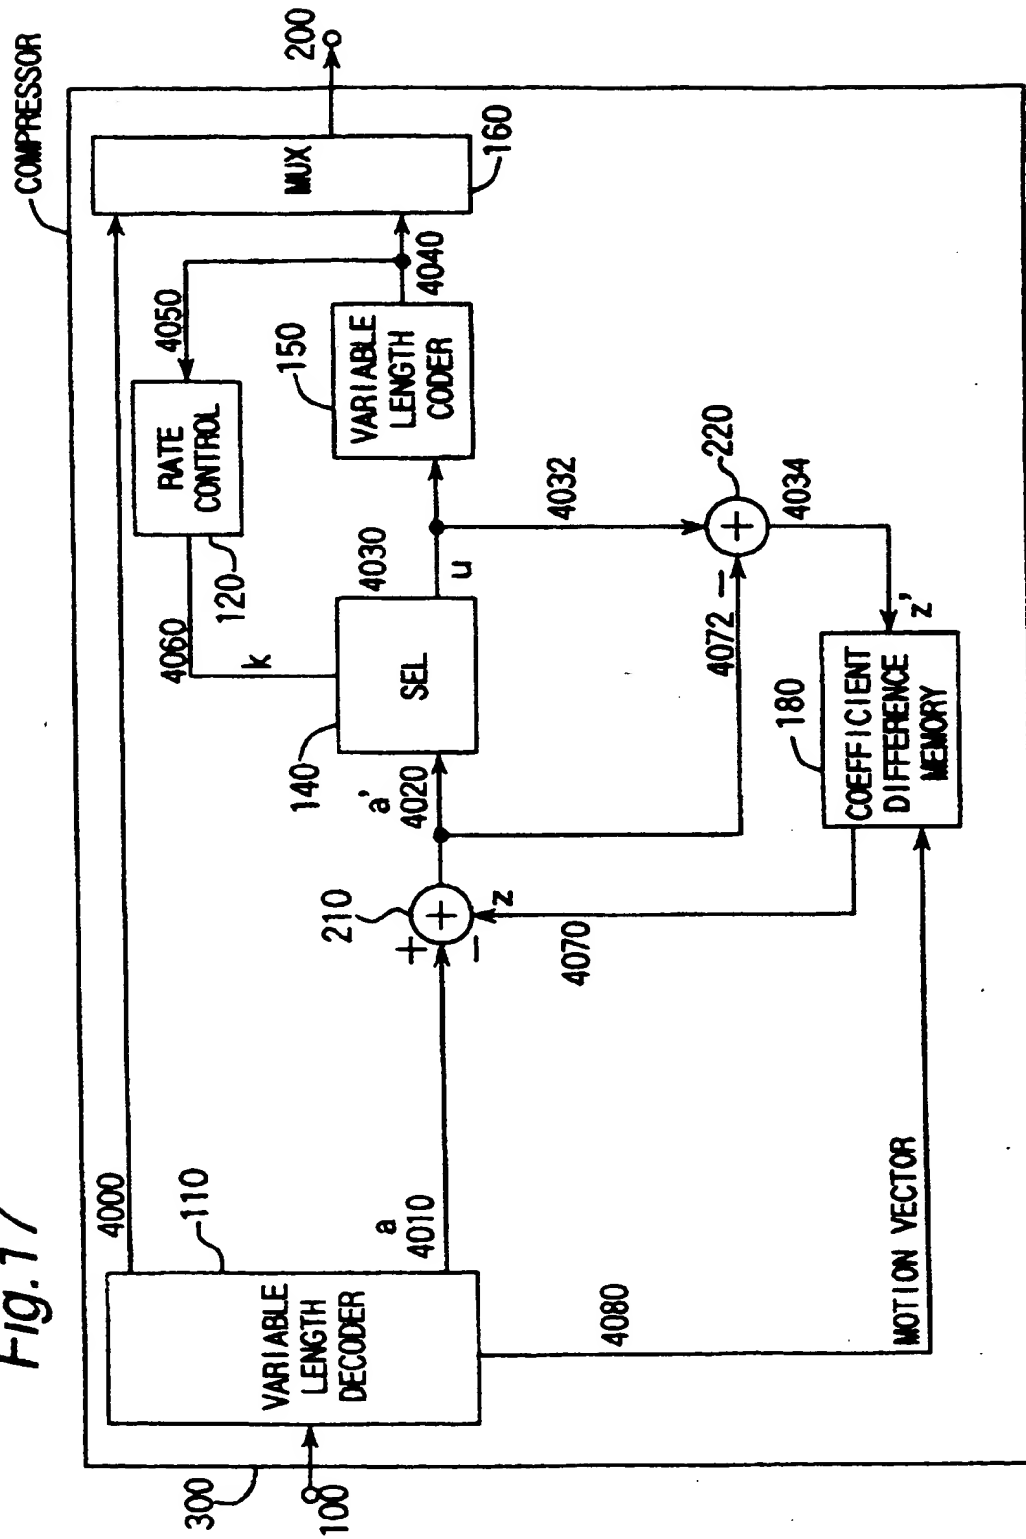 Fig.17
COMPRESSOR
300
100
VARIABLE
LENGTH
DECODER
110
4000
a
4010
4080
MOTION VECTOR
210
+
+
−
z
4070
a'
4020
140
SEL
k
4060
120
RATE
CONTROL
4050
4030
u
150
VARIABLE
LENGTH
CODER
4040
MUX
160
200
4032
220
+
−
4072
4034
z'
180
COEFFICIENT
DIFFERENCE
MEMORY